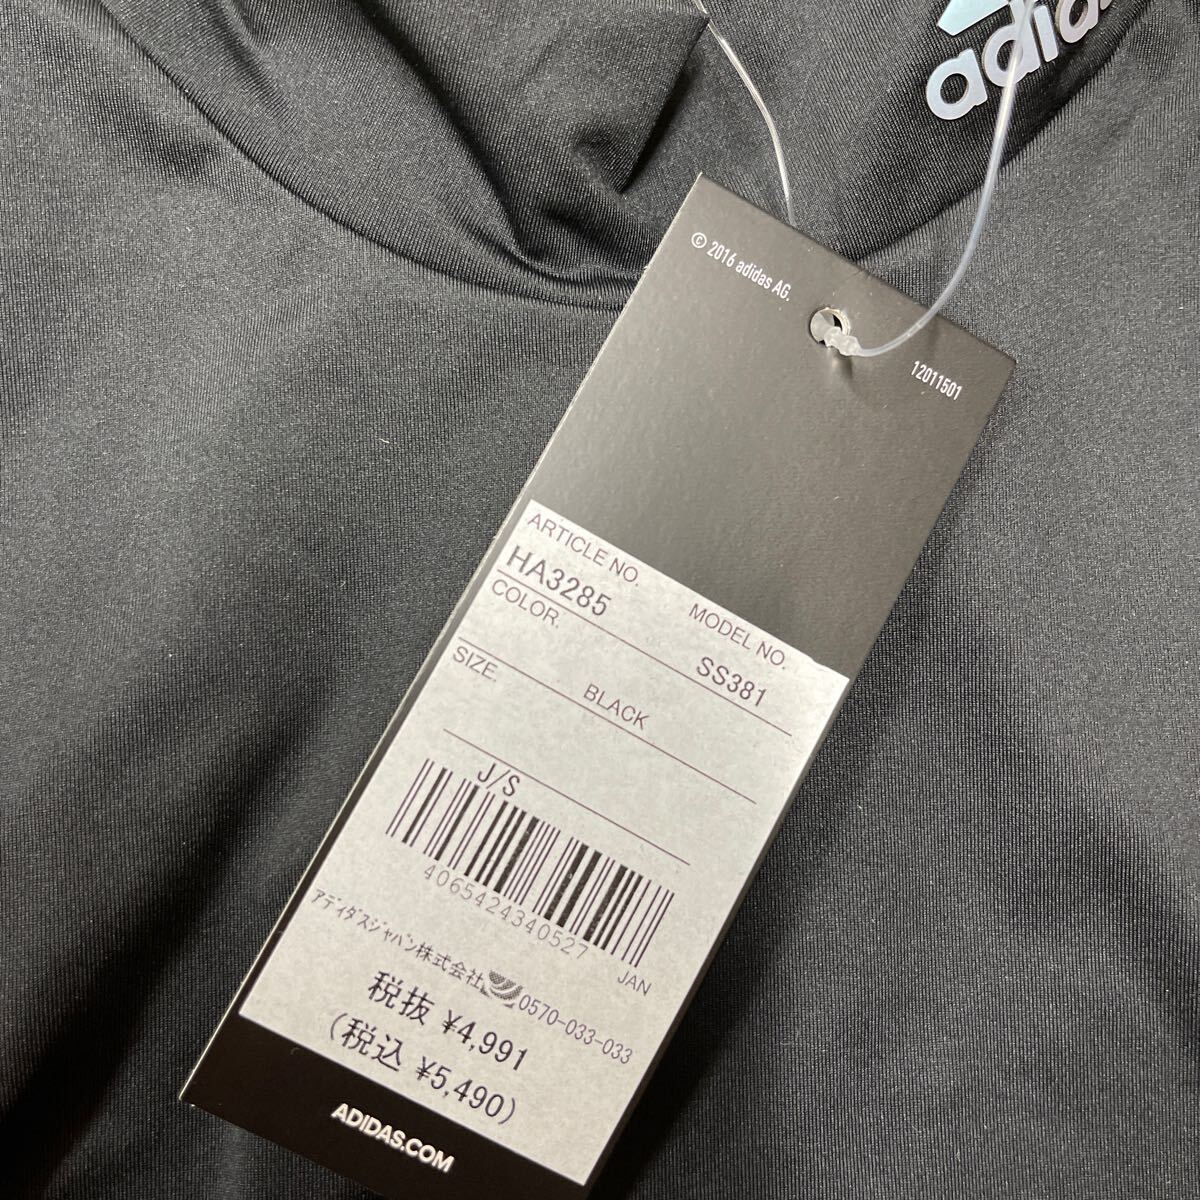 adidas
© 2016 adidas AG.
12011501
ARTICLE NO.
MODEL NO.
HA3285
SS381
COLOR.
BLACK
SIZE.
J/S
4065424340527
JAN
アディダスジャパン株式会社 0570-033-033
税抜 ¥4,991
(税込 ¥5,490)
ADIDAS.COM